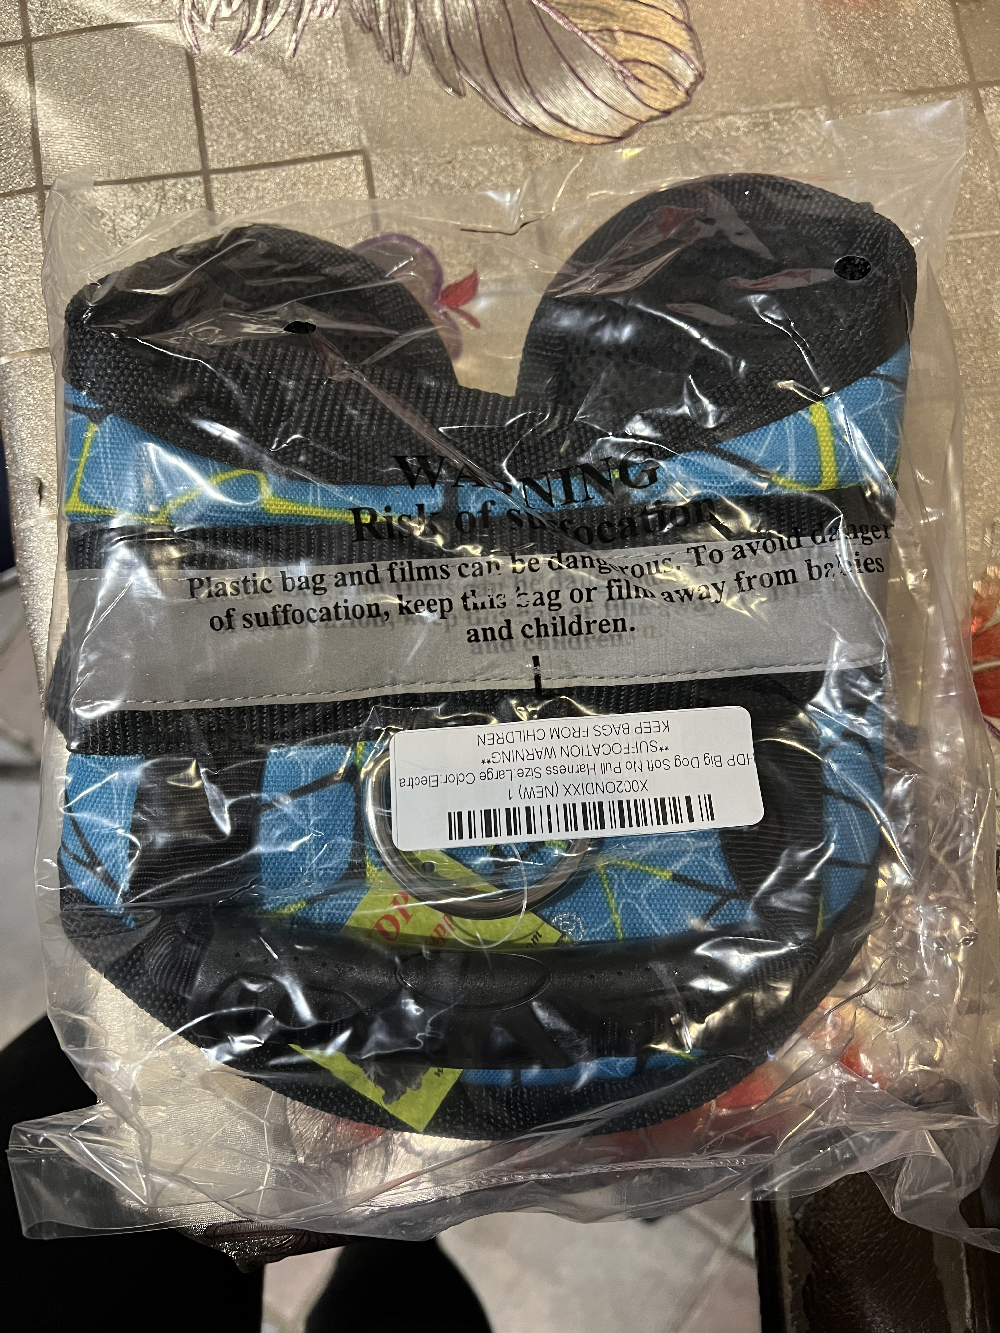 WARNING
Risk of suffocation
Plastic bag and films can be dangerous. To avoid danger
of suffocation, keep this bag or film away from babies
and children.
X002ONDIXX (NEW) 1
HDP Big Dog Soft No Pull Harness Size:Large Color:Electra
**SUFFOCATION WARNING**
KEEP BAGS FROM CHILDREN
DP